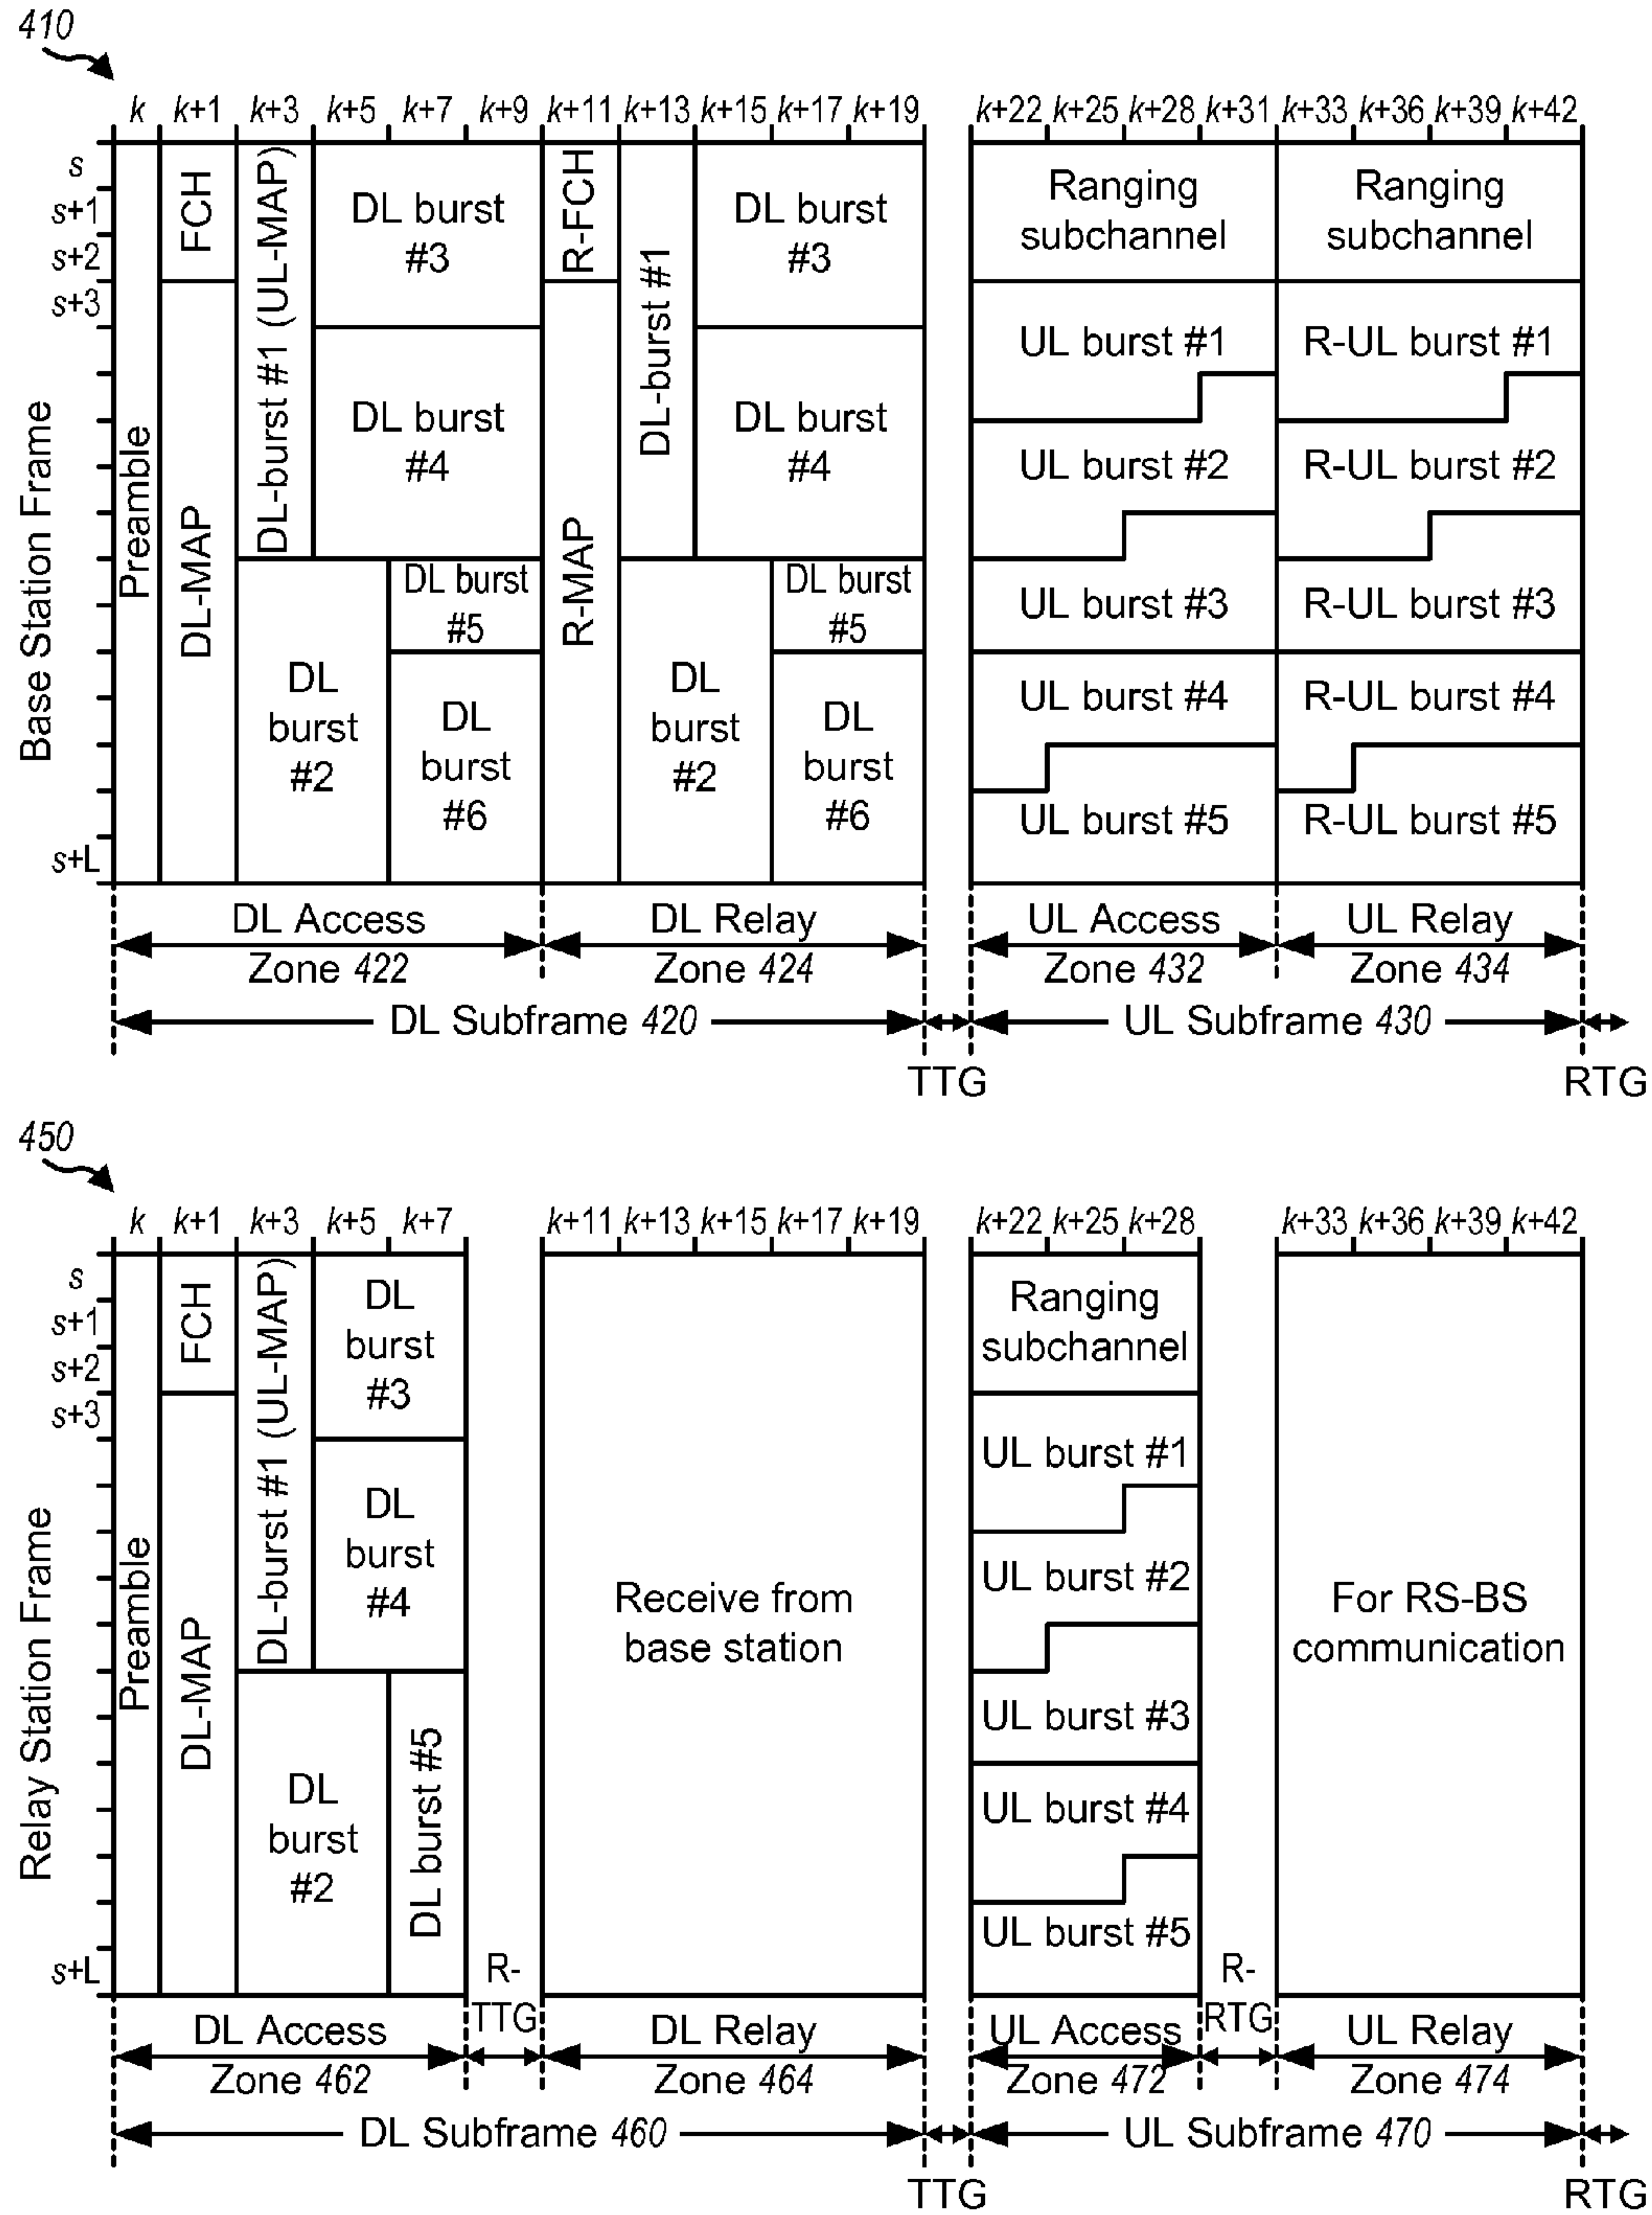 410
k k+1 k+3 k+5 k+7 k+9 k+11 k+13 k+15 k+17 k+19 k+22 k+25 k+28 k+31 k+33 k+36 k+39 k+42
Base Station Frame
s
s+1
s+2
s+3
s+L
Preamble
FCH
DL-MAP
DL-burst #1 (UL-MAP)
DL burst
#3
DL burst
#4
DL
burst
#2
DL burst
#5
DL
burst
#6
R-FCH
R-MAP
DL-burst #1
DL burst
#3
DL burst
#4
DL
burst
#2
DL burst
#5
DL
burst
#6
Ranging
subchannel
UL burst #1
UL burst #2
UL burst #3
UL burst #4
UL burst #5
Ranging
subchannel
R-UL burst #1
R-UL burst #2
R-UL burst #3
R-UL burst #4
R-UL burst #5
DL Access
Zone 422
DL Relay
Zone 424
UL Access
Zone 432
UL Relay
Zone 434
DL Subframe 420
UL Subframe 430
TTG
RTG
450
k k+1 k+3 k+5 k+7 k+11 k+13 k+15 k+17 k+19 k+22 k+25 k+28 k+33 k+36 k+39 k+42
Relay Station Frame
s
s+1
s+2
s+3
s+L
Preamble
FCH
DL-MAP
DL-burst #1 (UL-MAP)
DL
burst
#3
DL
burst
#4
DL
burst
#2
DL burst #5
R-
TTG
Receive from
base station
Ranging
subchannel
UL burst #1
UL burst #2
UL burst #3
UL burst #4
UL burst #5
R-
RTG
For RS-BS
communication
DL Access
Zone 462
DL Relay
Zone 464
UL Access
Zone 472
UL Relay
Zone 474
DL Subframe 460
UL Subframe 470
TTG
RTG